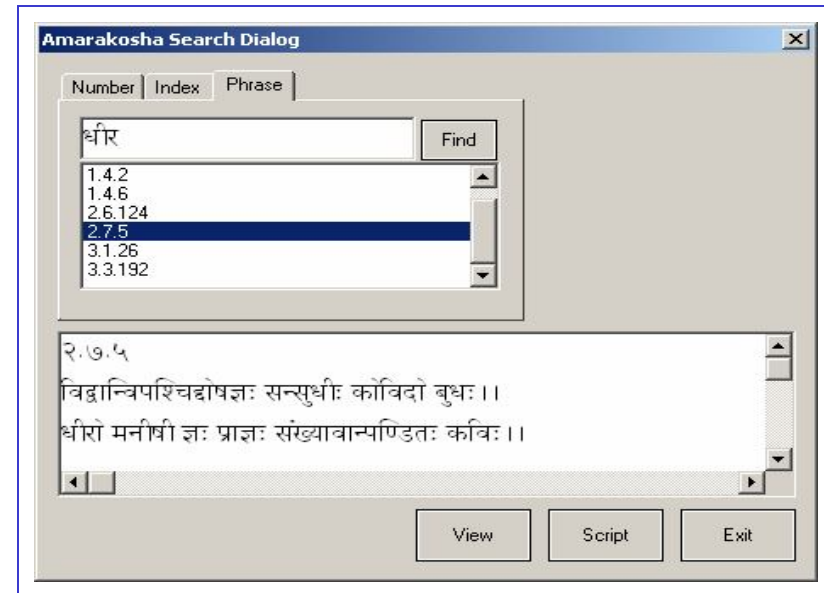 Amarakosha Search Dialog
Number Index Phrase
धीर Find
1.4.2
1.4.6
2.6.124
2.7.5
3.1.26
3.3.192
२.७.५
विद्वान्विपश्चिद्दोषज्ञः सन्सुधीः कोविदो बुधः।।
धीरो मनीषी ज्ञः प्राज्ञः संख्यावान्पण्डितः कविः।।
View Script Exit